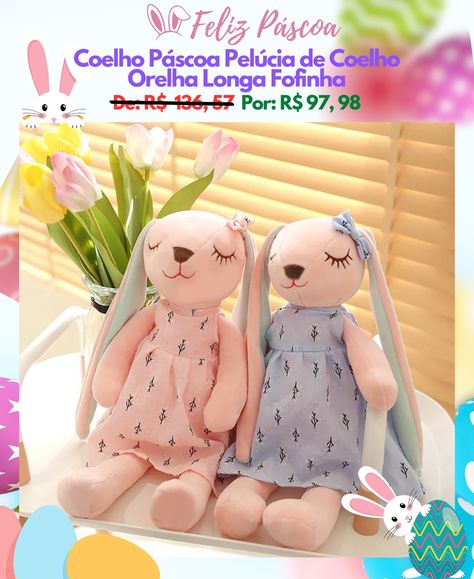 Feliz Páscoa
Coelho Páscoa Pelúcia de Coelho
Orelha Longa Fofinha
De: R$ 136, 57 Por: R$ 97, 98